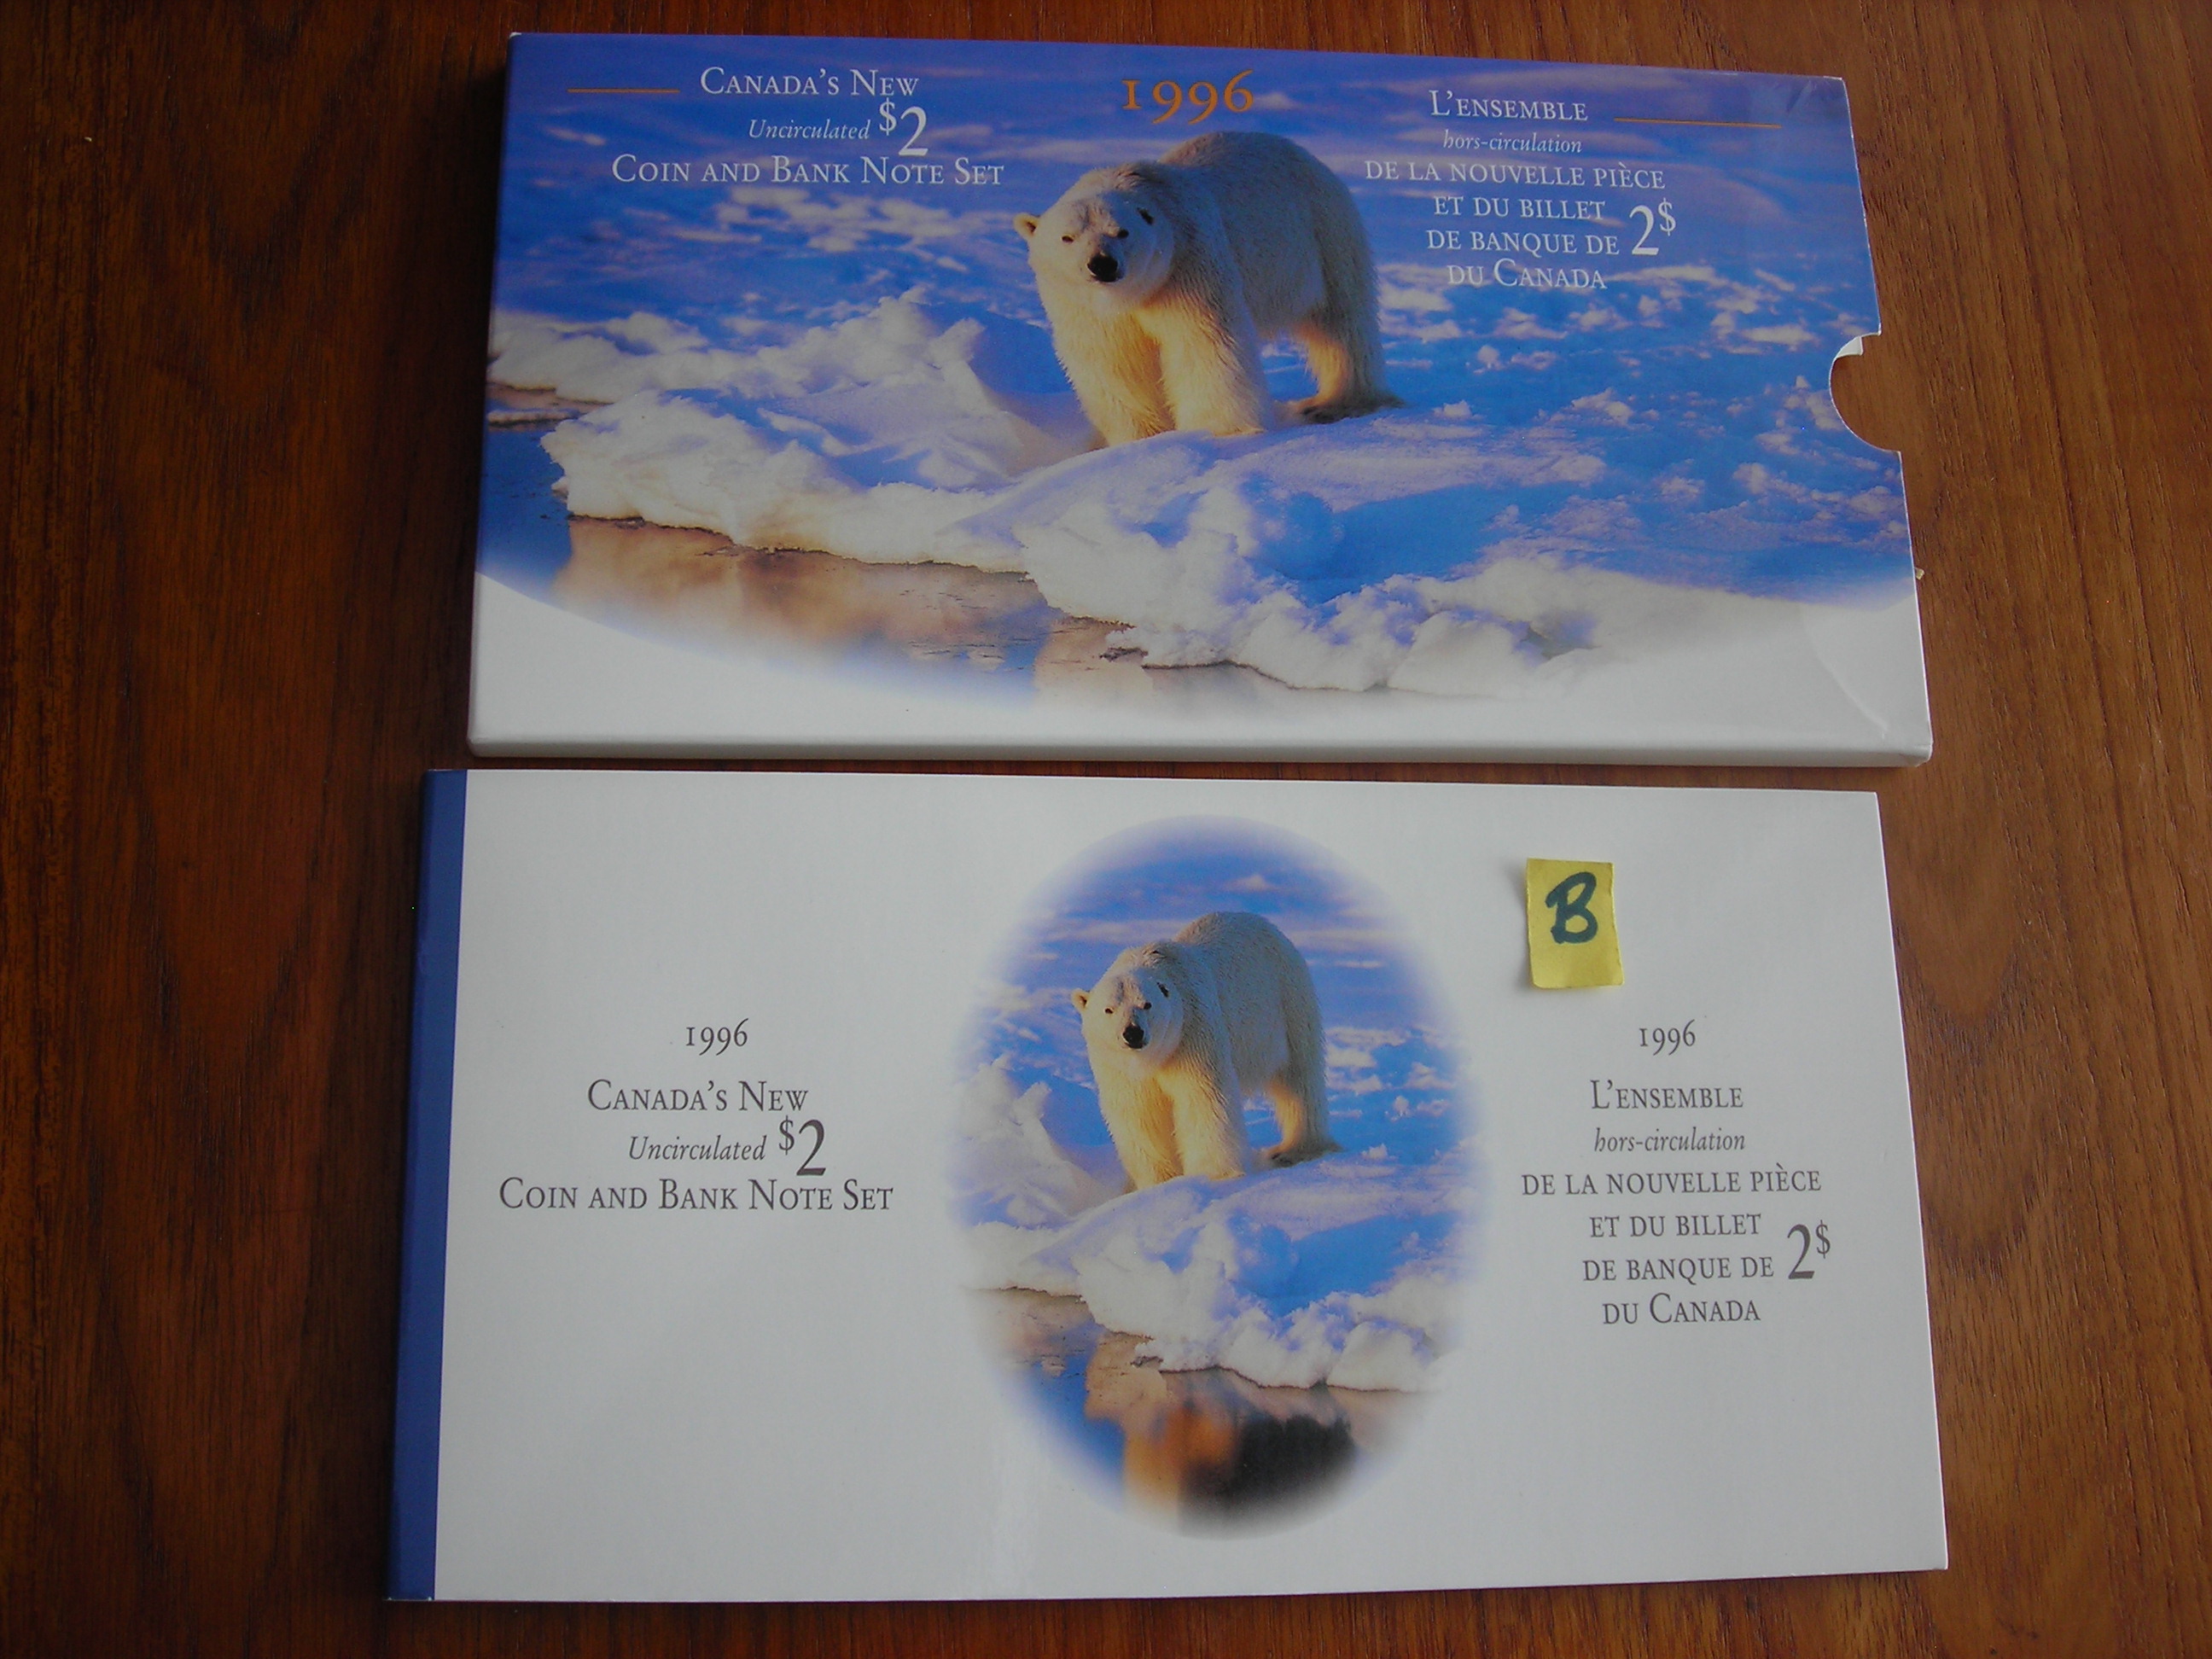 CANADA'S NEW
Uncirculated $2
COIN AND BANK NOTE SET
1996
L'ENSEMBLE
hors-circulation
DE LA NOUVELLE PIÈCE
ET DU BILLET
DE BANQUE DE 2$
DU CANADA
B
1996
CANADA'S NEW
Uncirculated $2
COIN AND BANK NOTE SET
1996
L'ENSEMBLE
hors-circulation
DE LA NOUVELLE PIÈCE
ET DU BILLET
DE BANQUE DE 2$
DU CANADA